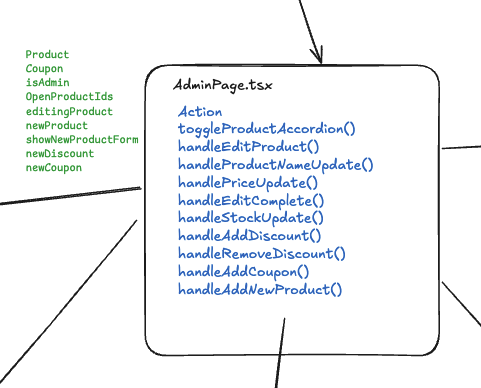 Product
Coupon
isAdmin
OpenProductIds
editingProduct
newProduct
showNewProductForm
newDiscount
newCoupon
AdminPage.tsx
Action
toggleProductAccordion()
handleEditProduct()
handleProductNameUpdate()
handlePriceUpdate()
handleEditComplete()
handleStockUpdate()
handleAddDiscount()
handleRemoveDiscount()
handleAddCoupon()
handleAddNewProduct()